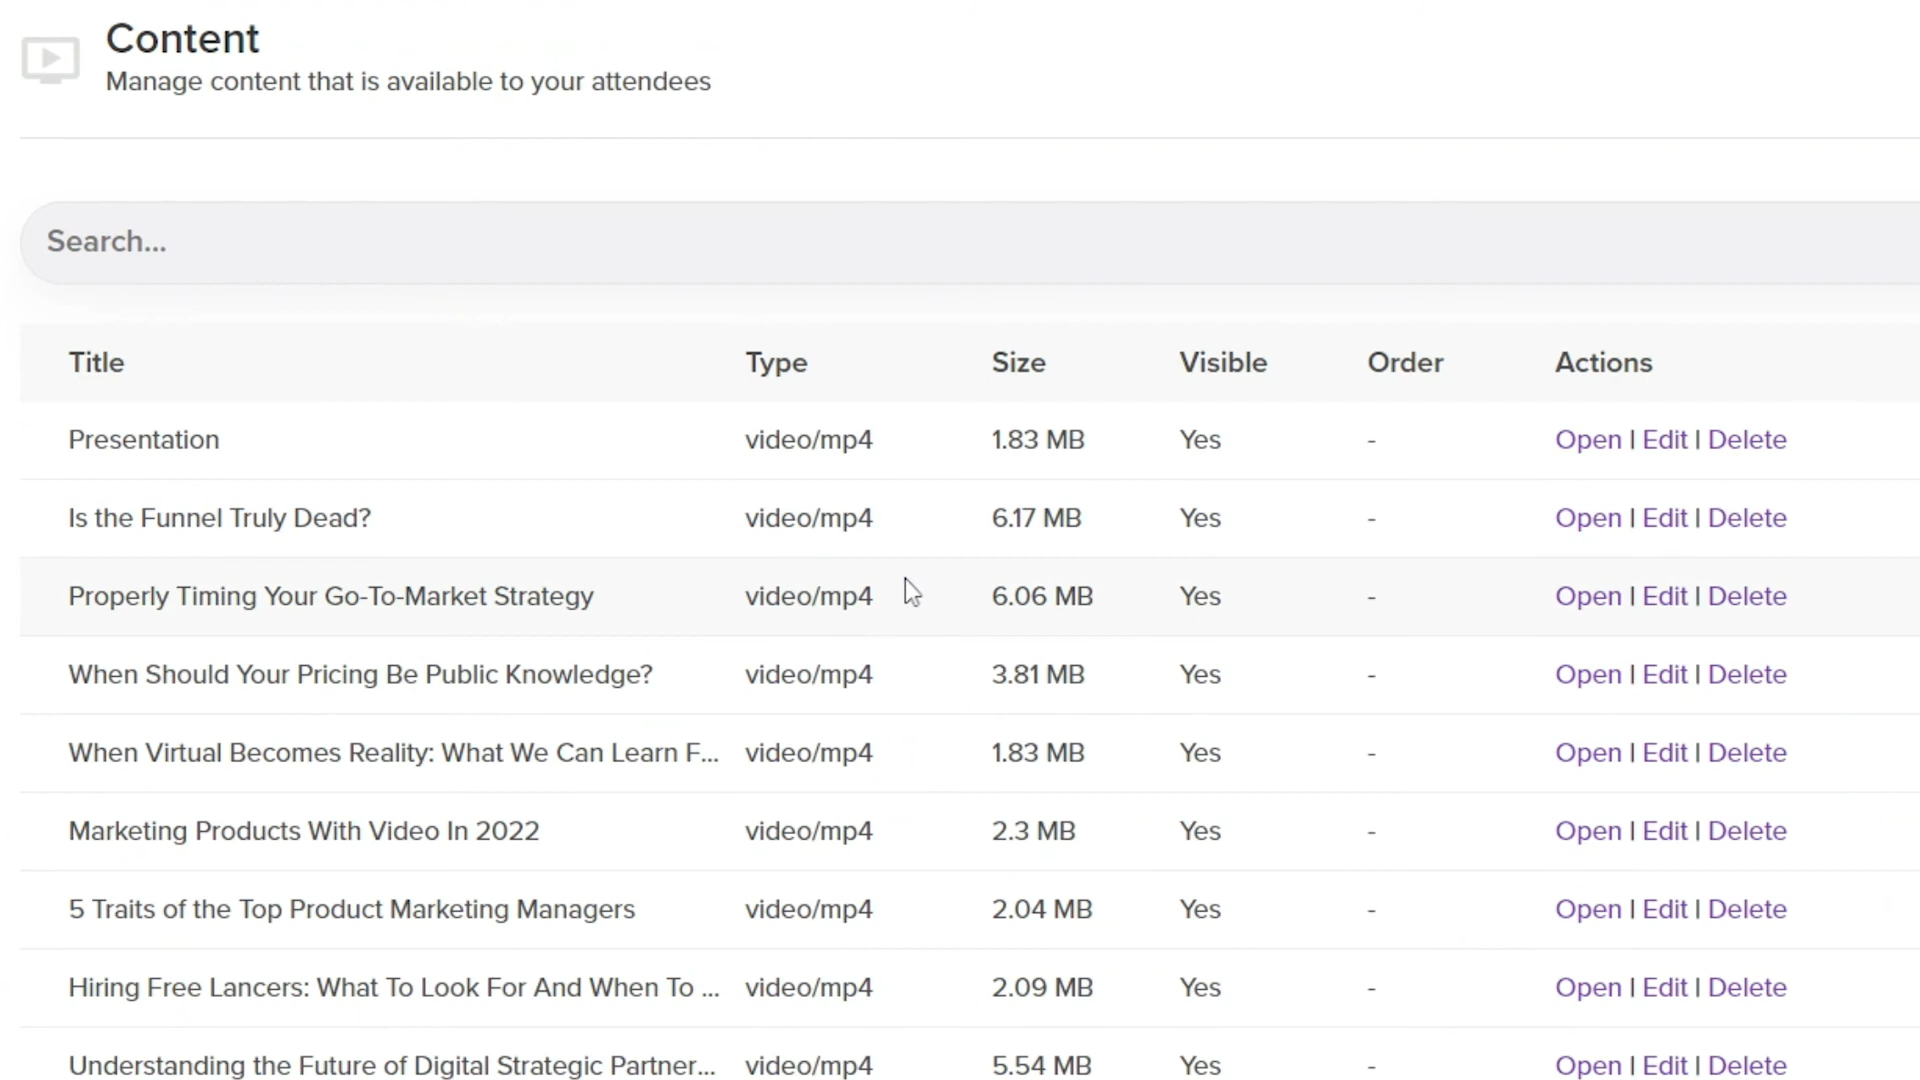 Content
Manage content that is available to your attendees
Search...
Title Type Size Visible Order Actions
Presentation video/mp4 1.83 MB Yes - Open | Edit | Delete
Is the Funnel Truly Dead? video/mp4 6.17 MB Yes - Open | Edit | Delete
Properly Timing Your Go-To-Market Strategy video/mp4 6.06 MB Yes - Open | Edit | Delete
When Should Your Pricing Be Public Knowledge? video/mp4 3.81 MB Yes - Open | Edit | Delete
When Virtual Becomes Reality: What We Can Learn F... video/mp4 1.83 MB Yes - Open | Edit | Delete
Marketing Products With Video In 2022 video/mp4 2.3 MB Yes - Open | Edit | Delete
5 Traits of the Top Product Marketing Managers video/mp4 2.04 MB Yes - Open | Edit | Delete
Hiring Free Lancers: What To Look For And When To ... video/mp4 2.09 MB Yes - Open | Edit | Delete
Understanding the Future of Digital Strategic Partner... video/mp4 5.54 MB Yes - Open | Edit | Delete